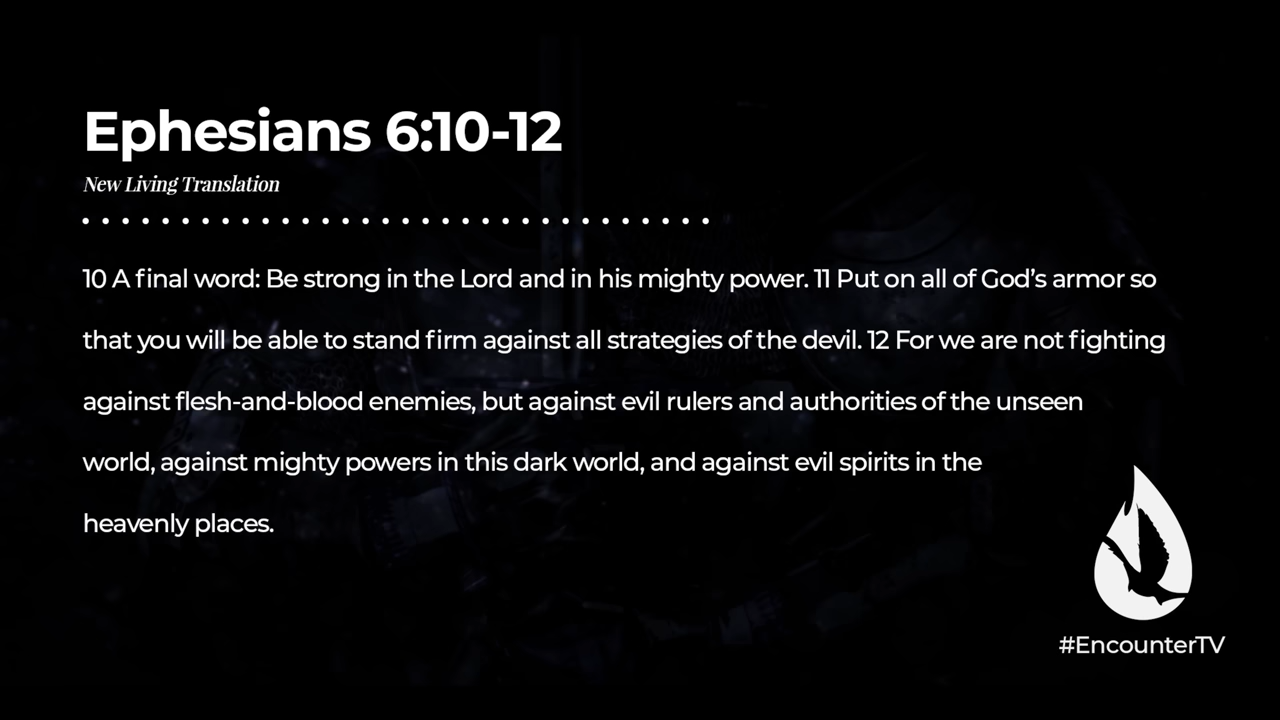 Ephesians 6:10-12
New Living Translation
10 A final word: Be strong in the Lord and in his mighty power. 11 Put on all of God’s armor so
that you will be able to stand firm against all strategies of the devil. 12 For we are not fighting
against flesh-and-blood enemies, but against evil rulers and authorities of the unseen
world, against mighty powers in this dark world, and against evil spirits in the
heavenly places.
#EncounterTV